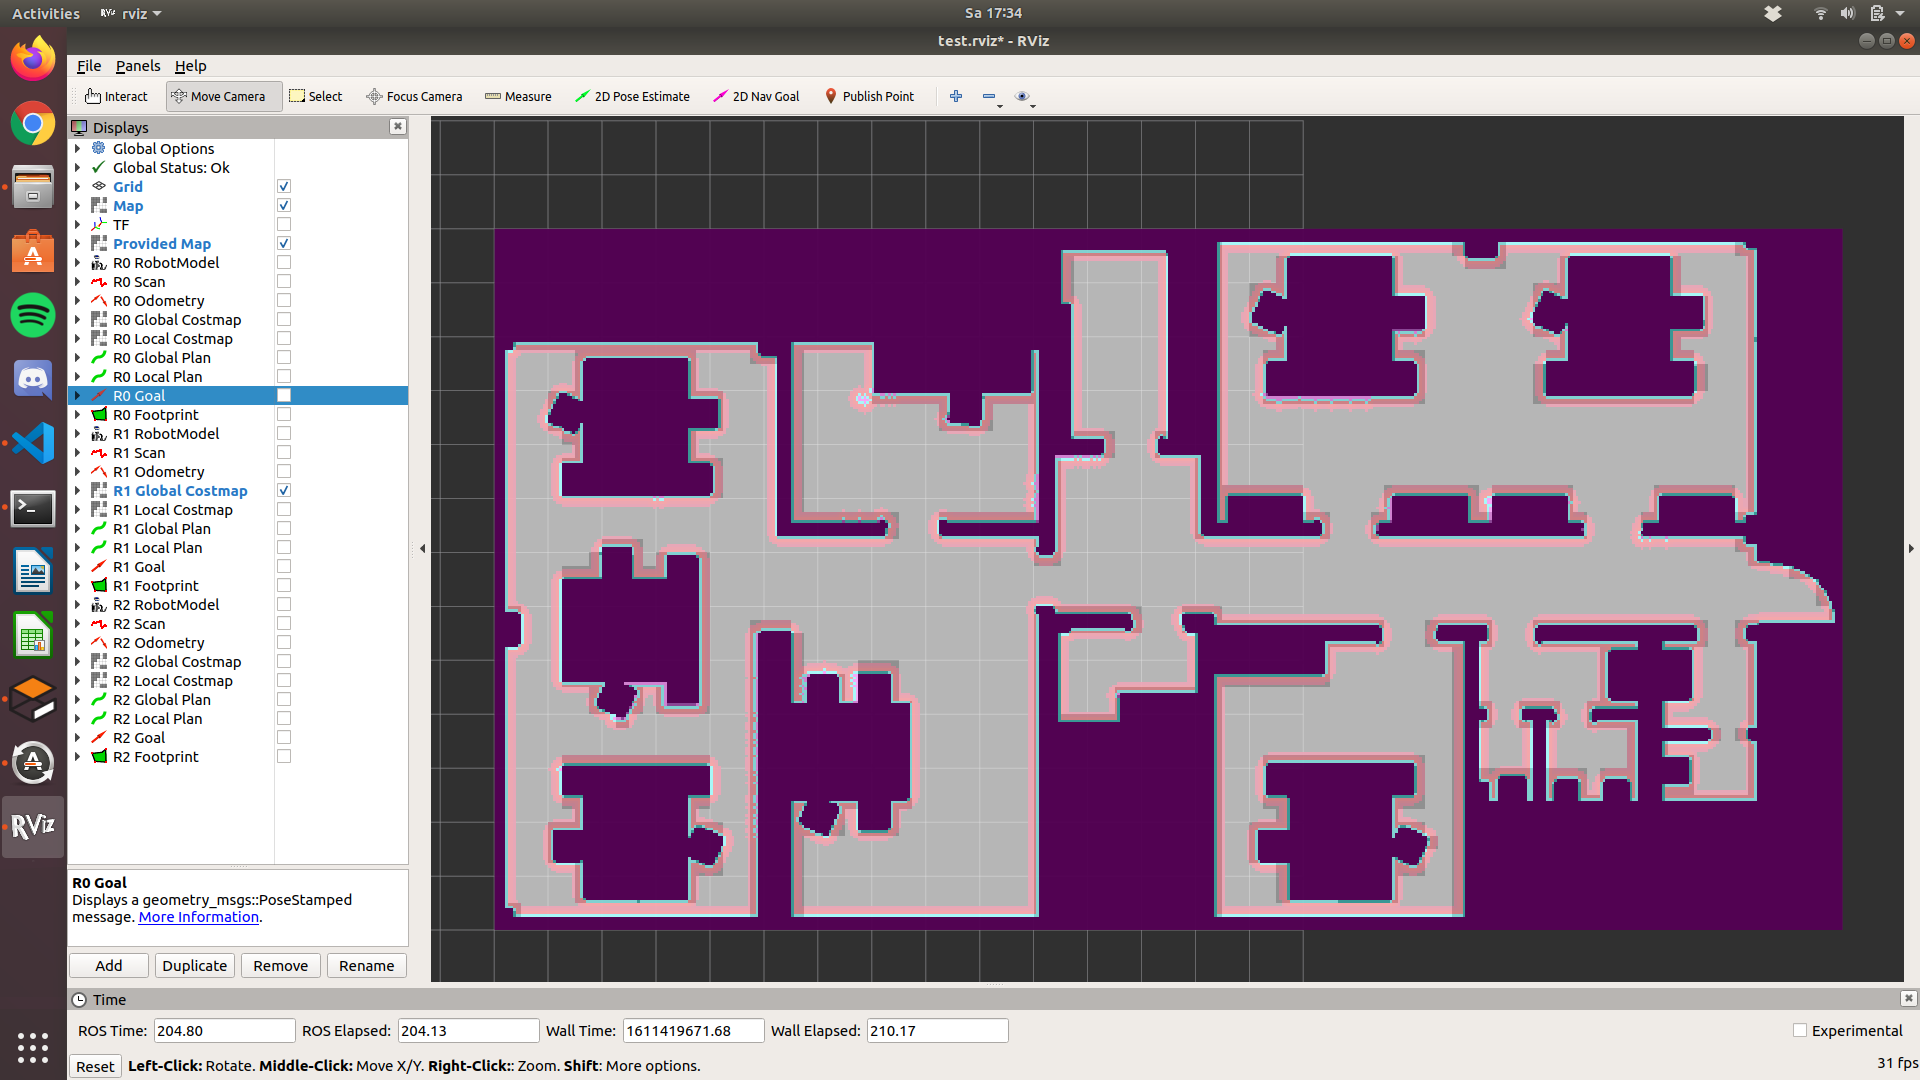 Activities
rviz
Sa 17:34
test.rviz* - RViz
File Panels Help
Interact Move Camera Select Focus Camera Measure 2D Pose Estimate 2D Nav Goal Publish Point
Displays
Global Options
Global Status: Ok
Grid
Map
TF
Provided Map
R0 RobotModel
R0 Scan
R0 Odometry
R0 Global Costmap
R0 Local Costmap
R0 Global Plan
R0 Local Plan
R0 Goal
R0 Footprint
R1 RobotModel
R1 Scan
R1 Odometry
R1 Global Costmap
R1 Local Costmap
R1 Global Plan
R1 Local Plan
R1 Goal
R1 Footprint
R2 RobotModel
R2 Scan
R2 Odometry
R2 Global Costmap
R2 Local Costmap
R2 Global Plan
R2 Local Plan
R2 Goal
R2 Footprint
RViz
R0 Goal
Displays a geometry_msgs::PoseStamped
message. More Information.
Add Duplicate Remove Rename
Time
ROS Time: 204.80 ROS Elapsed: 204.13 Wall Time: 1611419671.68 Wall Elapsed: 210.17 Experimental
Reset Left-Click: Rotate. Middle-Click: Move X/Y. Right-Click:: Zoom. Shift: More options. 31 fps